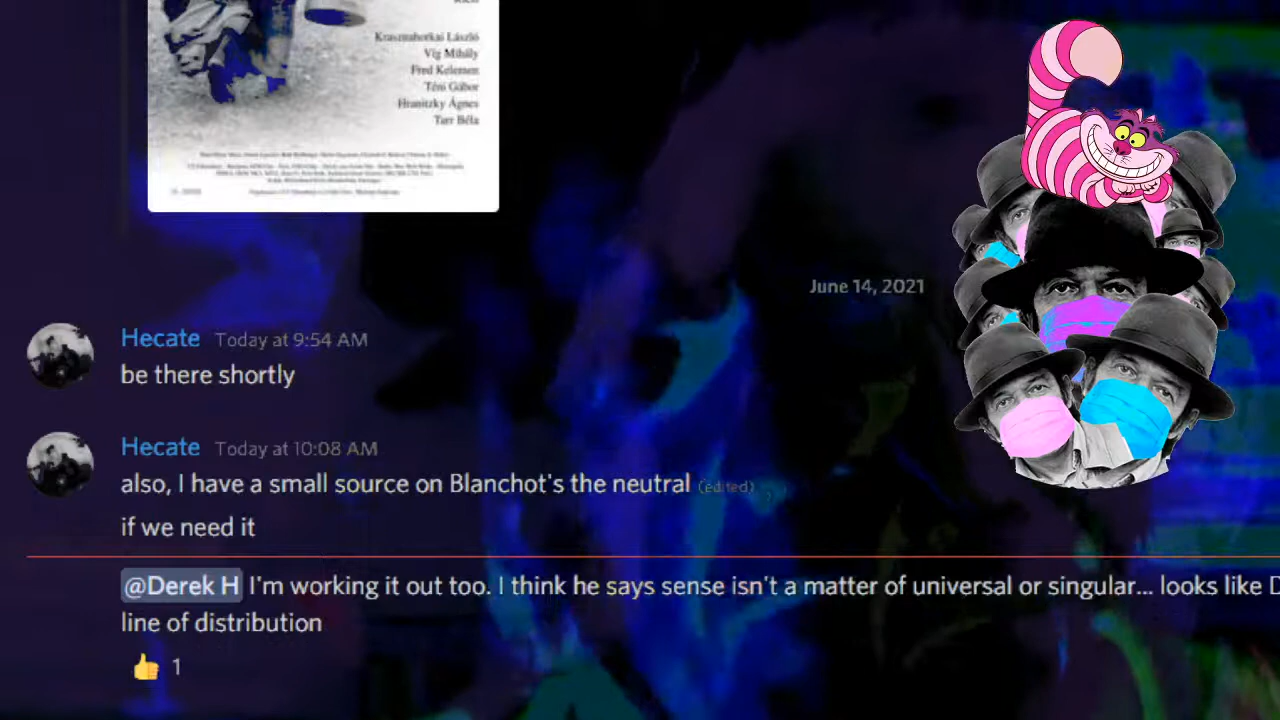 Krasznahorkai László
Víg Mihály
Fred Kelemen
Téni Gábor
Hranitzky Ágnes
Tarr Béla
June 14, 2021
Hecate Today at 9:54 AM
be there shortly
Hecate Today at 10:08 AM
also, I have a small source on Blanchot's the neutral (edited)
if we need it
@Derek H I'm working it out too. I think he says sense isn't a matter of universal or singular... looks like D
line of distribution
1